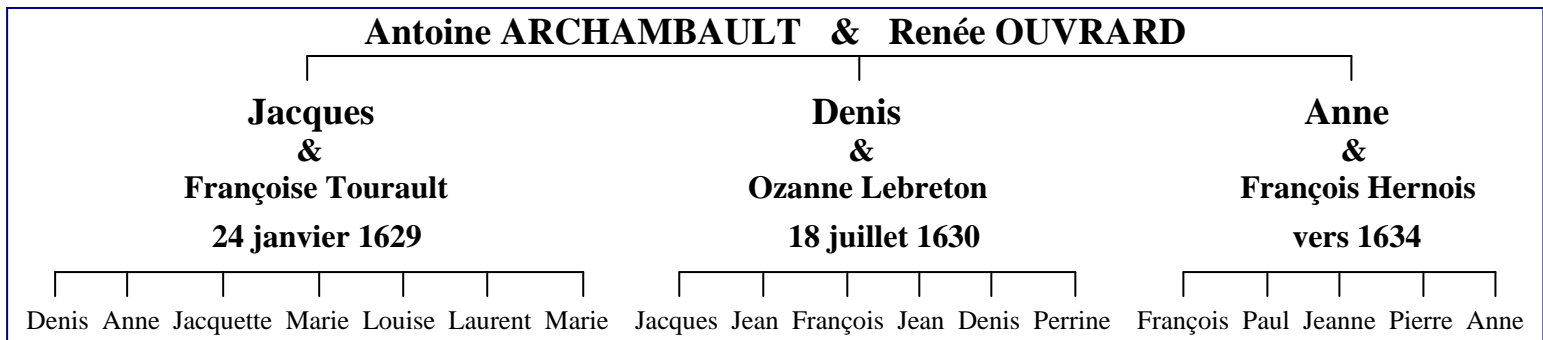 Antoine ARCHAMBAULT & Renée OUVRARD
Jacques
&
Françoise Tourault
24 janvier 1629
Denis
&
Ozanne Lebreton
18 juillet 1630
Anne
&
François Hernois
vers 1634
Denis Anne Jacquette Marie Louise Laurent Marie
Jacques Jean François Jean Denis Perrine
François Paul Jeanne Pierre Anne